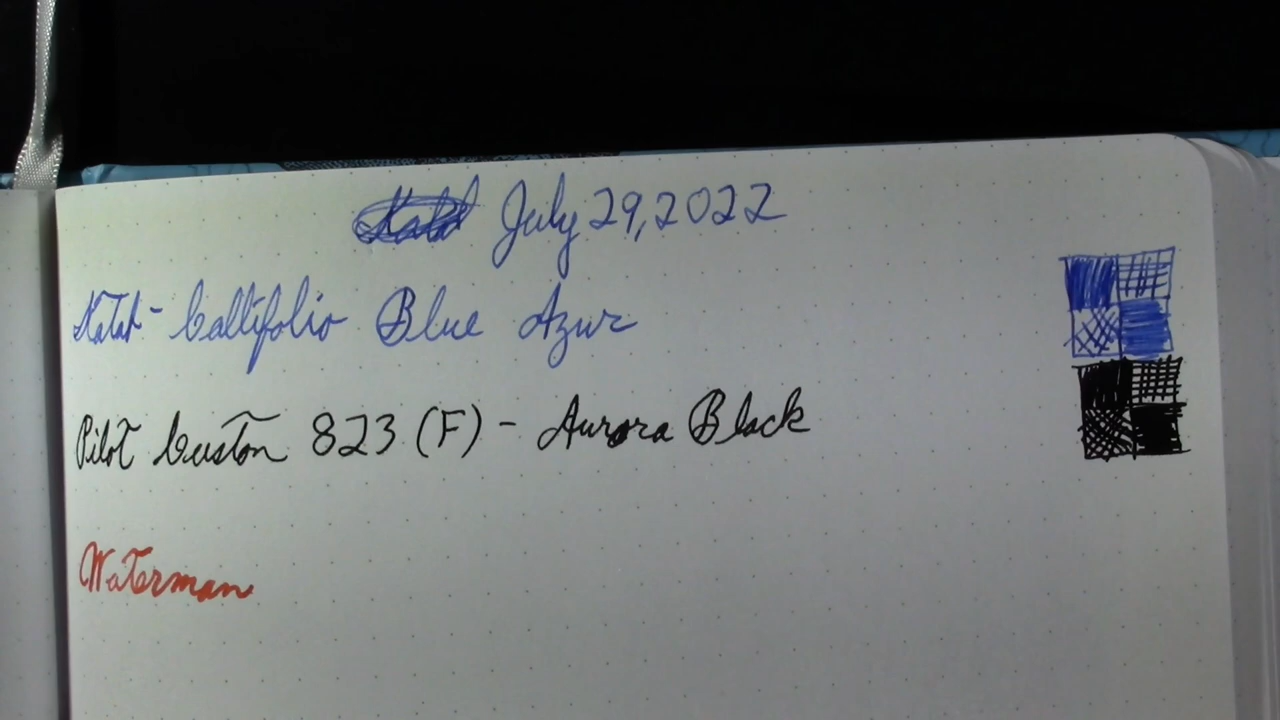 July 29, 2022
- Callifolio Blue Azur
Pilot Custom 823 (F) - Aurora Black
Waterman